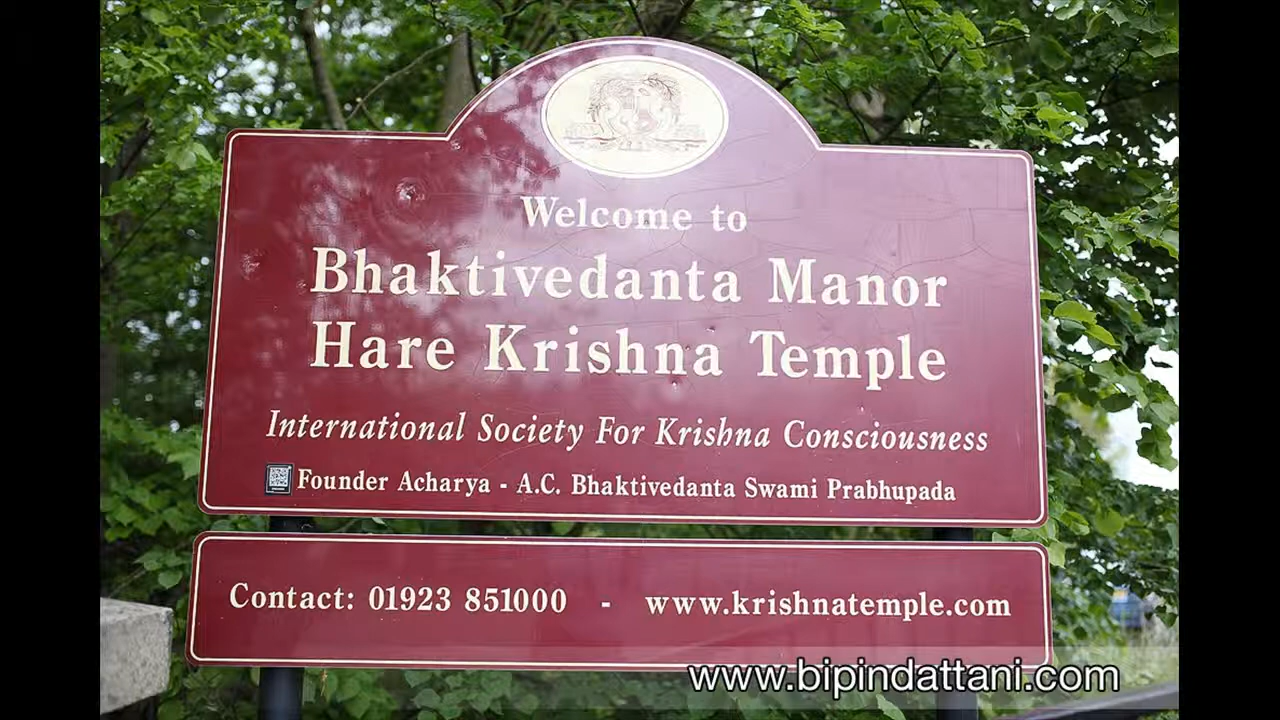 Welcome to
Bhaktivedanta Manor
Hare Krishna Temple
International Society For Krishna Consciousness
Founder Acharya - A.C. Bhaktivedanta Swami Prabhupada
Contact: 01923 851000 - www.krishnatemple.com
www.bipindattani.com